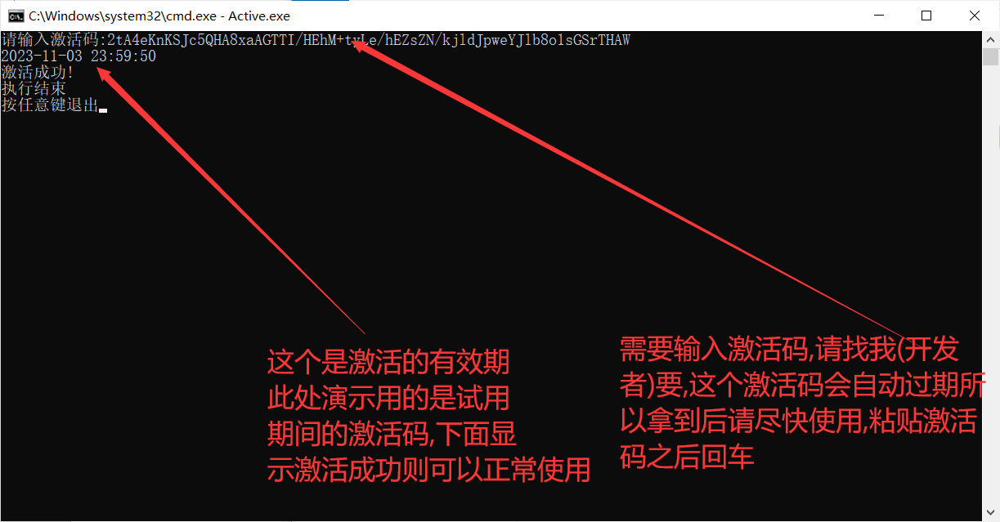 C:\Windows\system32\cmd.exe - Active.exe
请输入激活码:2tA4eKnKSJc5QHA8xaAGTTI/HEhM+tyLe/hEZsZN/kjldJpweYJlb8o1sGSrTHAW
2023-11-03 23:59:50
激活成功!
执行结束
按任意键退出
这个是激活的有效期
此处演示用的是试用
期间的激活码,下面显
示激活成功则可以正常使用
需要输入激活码,请找我(开发
者)要,这个激活码会自动过期所
以拿到后请尽快使用,粘贴激活
码之后回车